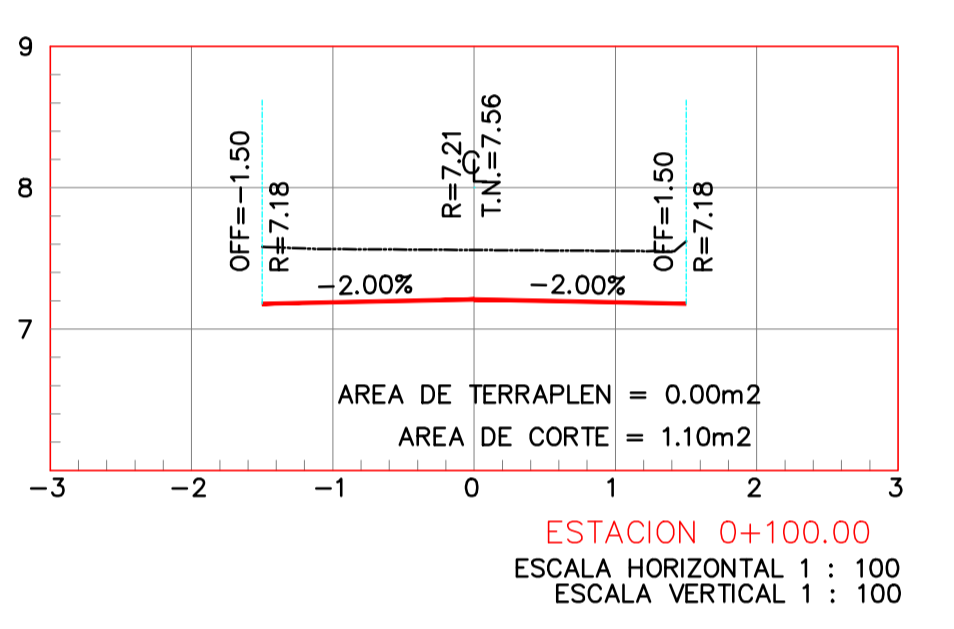 9
8
7
OFF=-1.50
R=7.18
R=7.21
C
L
T.N.=7.56
OFF=1.50
R=7.18
-2.00%
-2.00%
AREA DE TERRAPLEN = 0.00m2
AREA DE CORTE = 1.10m2
-3 -2 -1 0 1 2 3
ESTACION 0+100.00
ESCALA HORIZONTAL 1 : 100
ESCALA VERTICAL 1 : 100